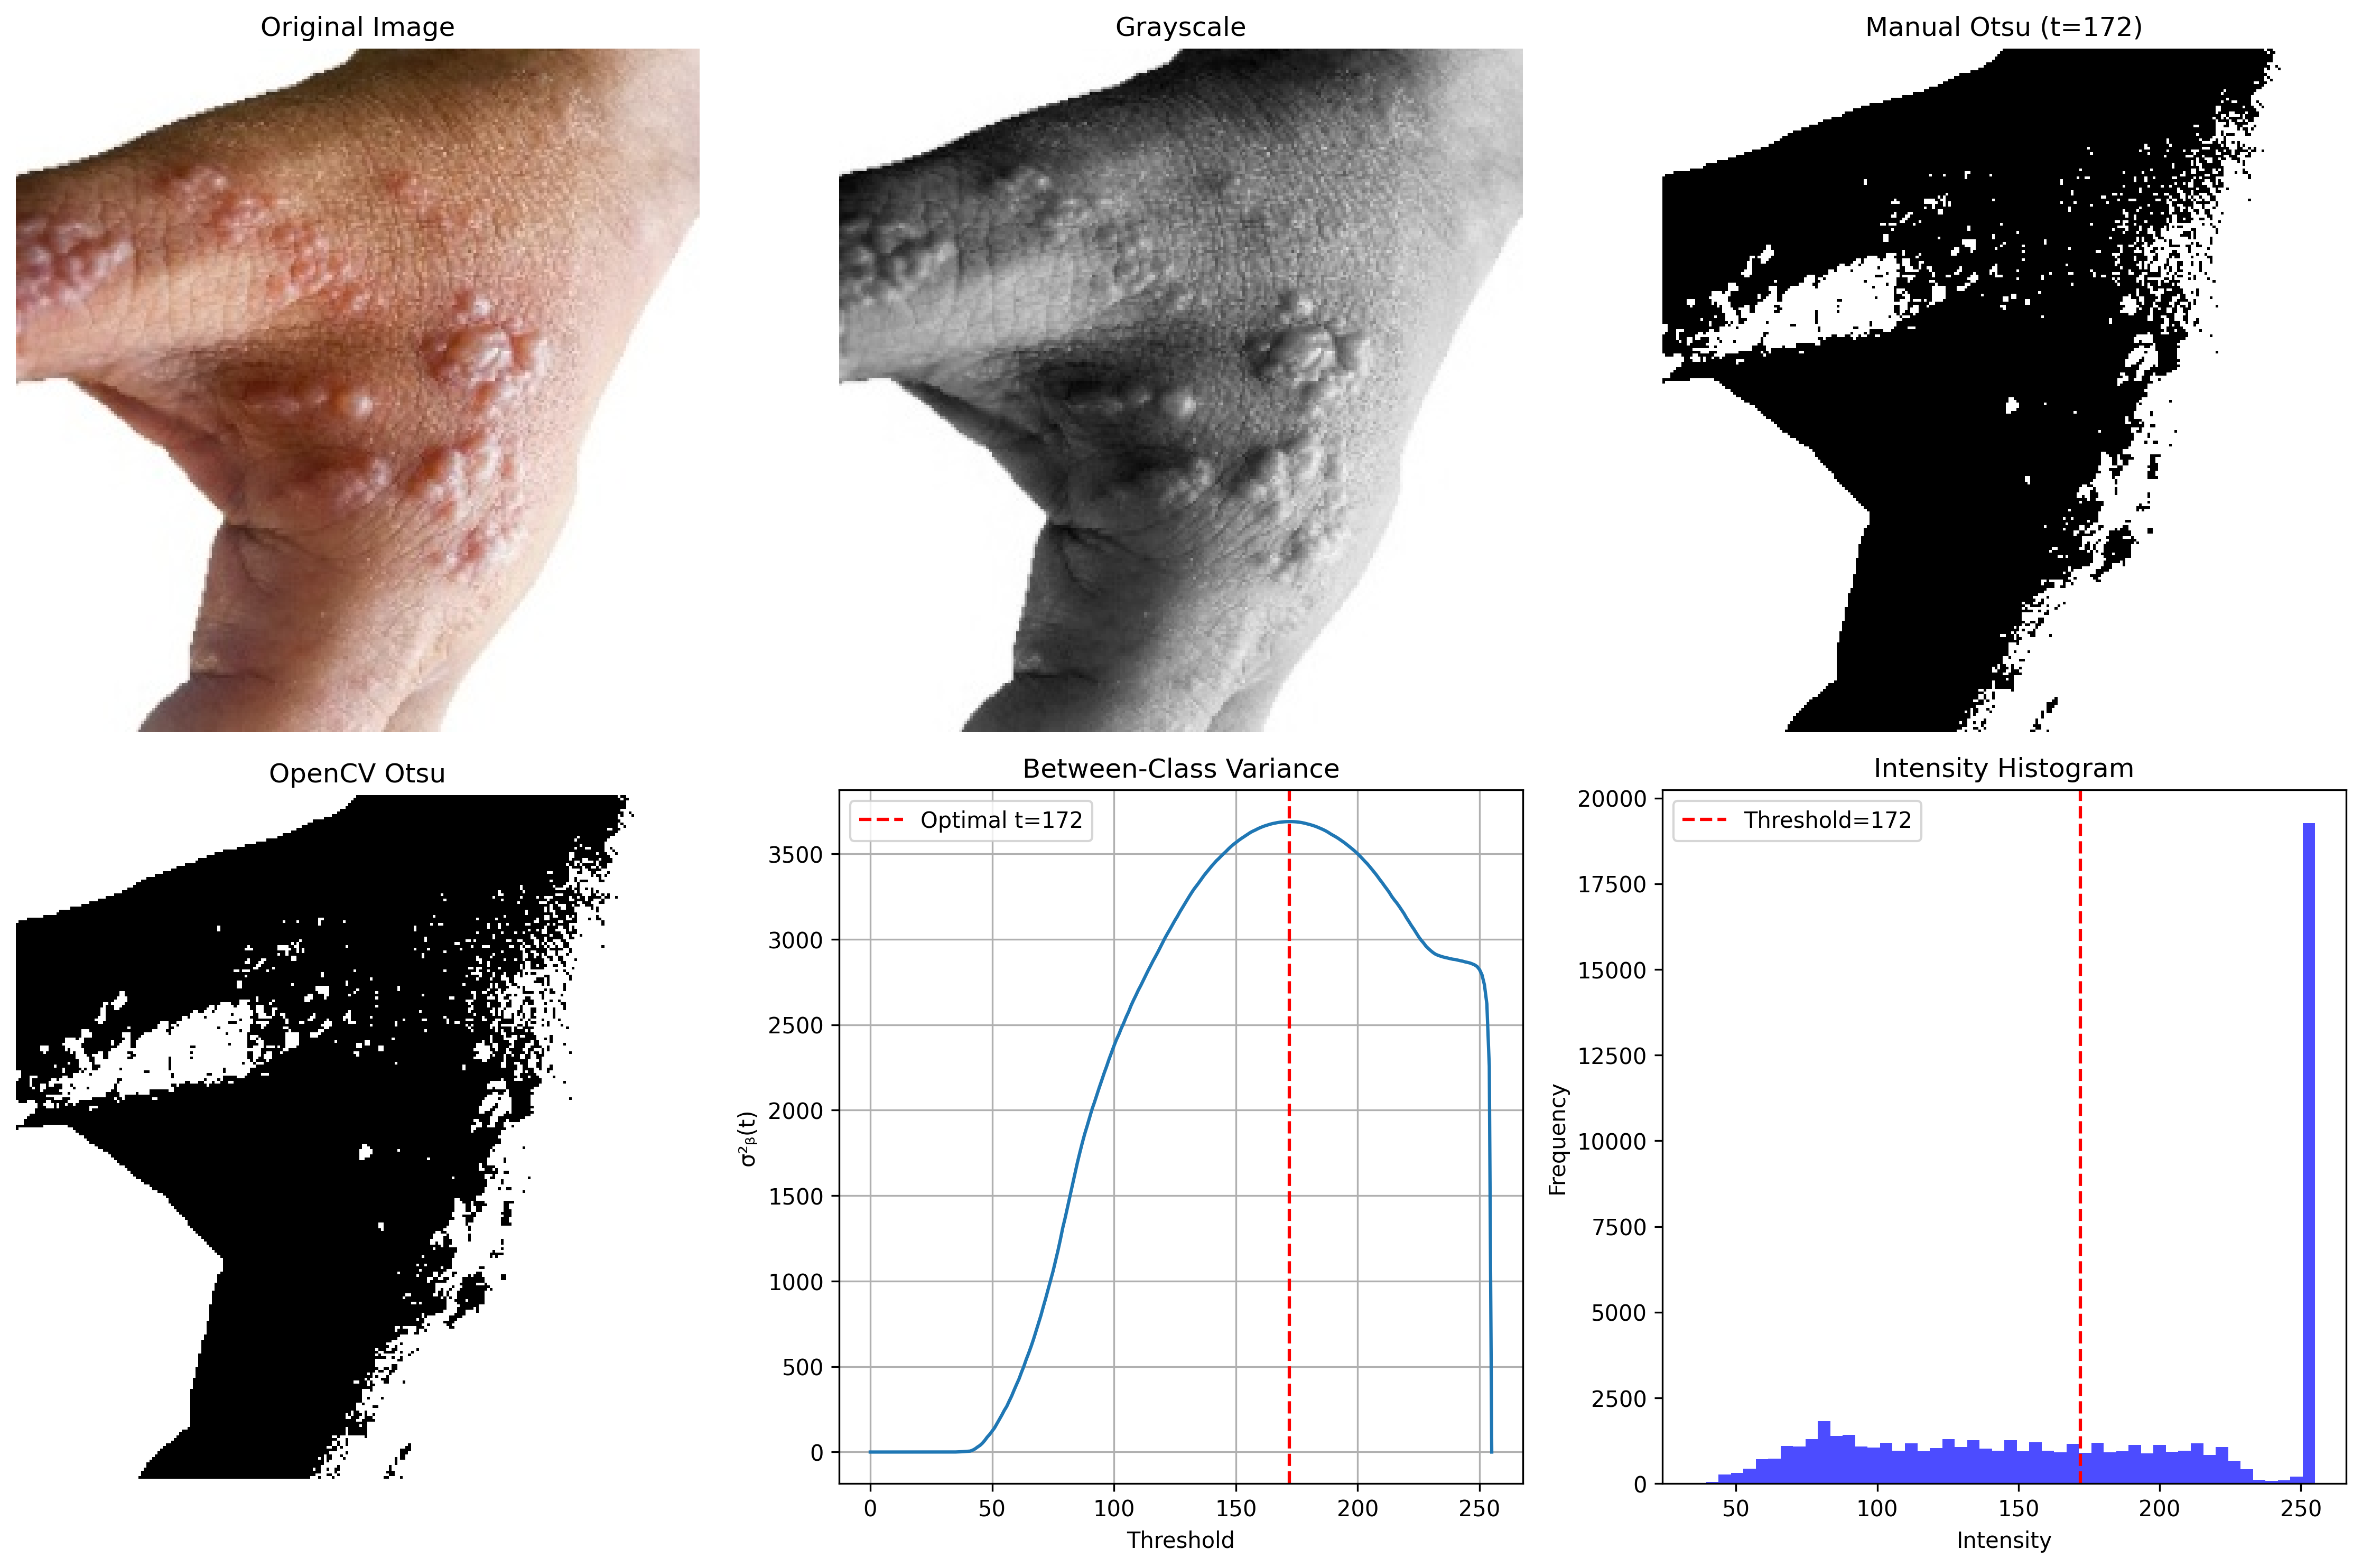 Original Image
Grayscale
Manual Otsu (t=172)
OpenCV Otsu
Between-Class Variance
Optimal t=172
3500
3000
2500
2000
1500
1000
500
0
σ²ᵦ(t)
0 50 100 150 200 250
Threshold
Intensity Histogram
Threshold=172
20000
17500
15000
12500
10000
7500
5000
2500
0
Frequency
50 100 150 200 250
Intensity